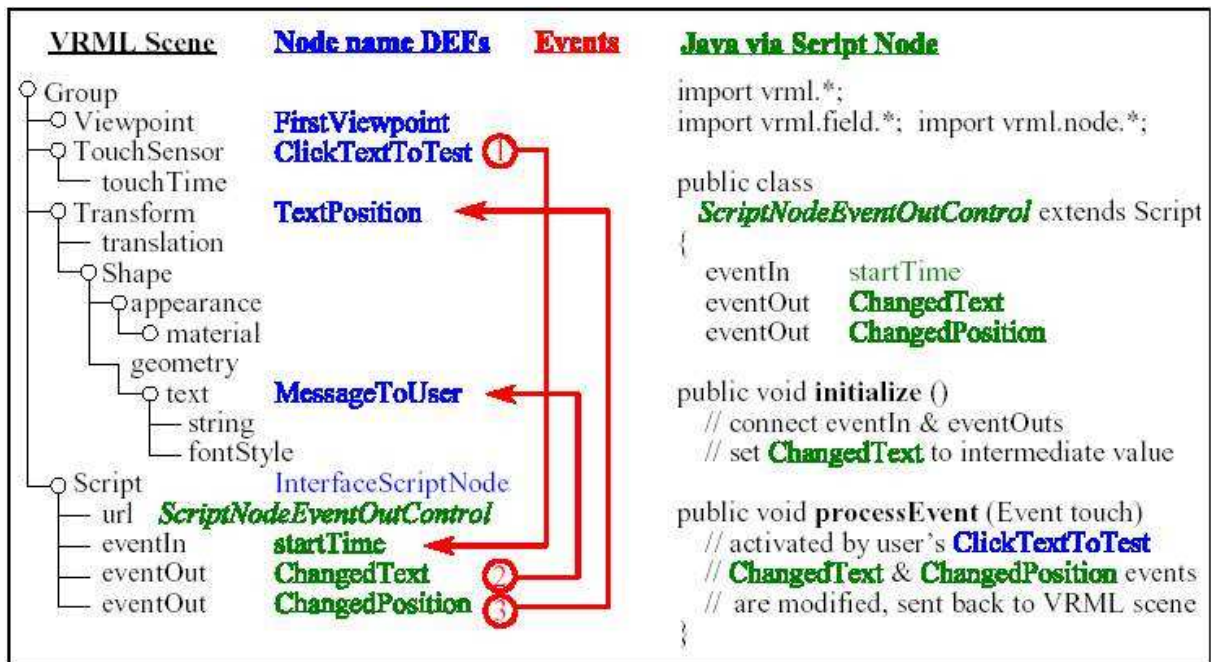 VRML Scene Node name DEFs Events Java via Script Node
Group
Viewpoint FirstViewpoint
TouchSensor ClickTextToTest 1
touchTime
Transform TextPosition
translation
Shape
appearance
material
geometry
text MessageToUser
string
fontStyle
Script InterfaceScriptNode
url ScriptNodeEventOutControl
eventIn startTime
eventOut ChangedText 2
eventOut ChangedPosition 3
import vrml.*;
import vrml.field.*; import vrml.node.*;
public class
ScriptNodeEventOutControl extends Script
{
eventIn startTime
eventOut ChangedText
eventOut ChangedPosition
public void initialize ()
// connect eventIn & eventOuts
// set ChangedText to intermediate value
public void processEvent (Event touch)
// activated by user's ClickTextToTest
// ChangedText & ChangedPosition events
// are modified, sent back to VRML scene
}